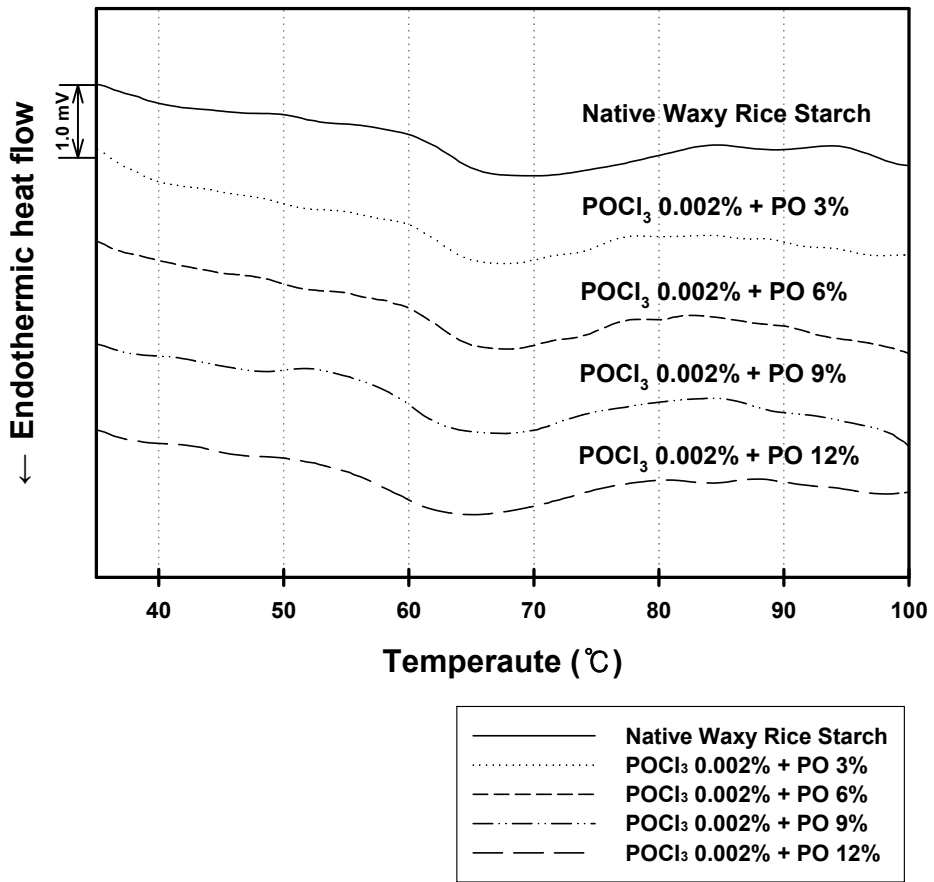 1.0 mV
← Endothermic heat flow
Native Waxy Rice Starch
POCl₃ 0.002% + PO 3%
POCl₃ 0.002% + PO 6%
POCl₃ 0.002% + PO 9%
POCl₃ 0.002% + PO 12%
40 50 60 70 80 90 100
Temperaute (℃)
Native Waxy Rice Starch
POCl₃ 0.002% + PO 3%
POCl₃ 0.002% + PO 6%
POCl₃ 0.002% + PO 9%
POCl₃ 0.002% + PO 12%